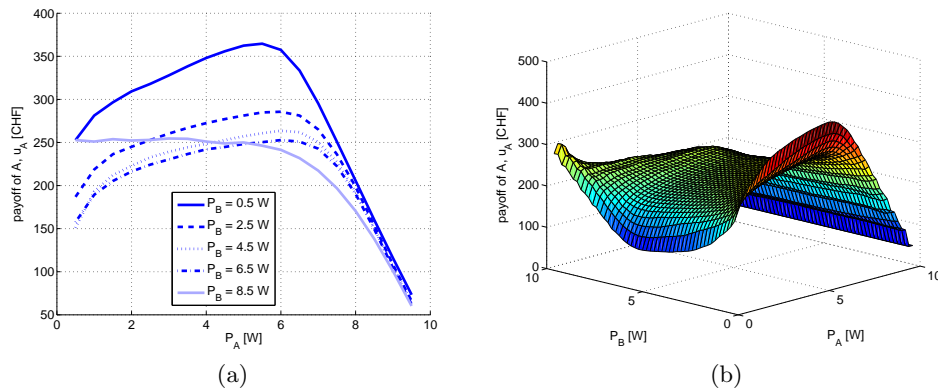 400
350
300
250
200
150
100
50
payoff of A, u_A [CHF]
P_B = 0.5 W
P_B = 2.5 W
P_B = 4.5 W
P_B = 6.5 W
P_B = 8.5 W
0 2 4 6 8 10
P_A [W]
(a)
500
400
300
200
100
0
payoff of A, u_A [CHF]
10
5
0
P_B [W]
0
5
10
P_A [W]
(b)